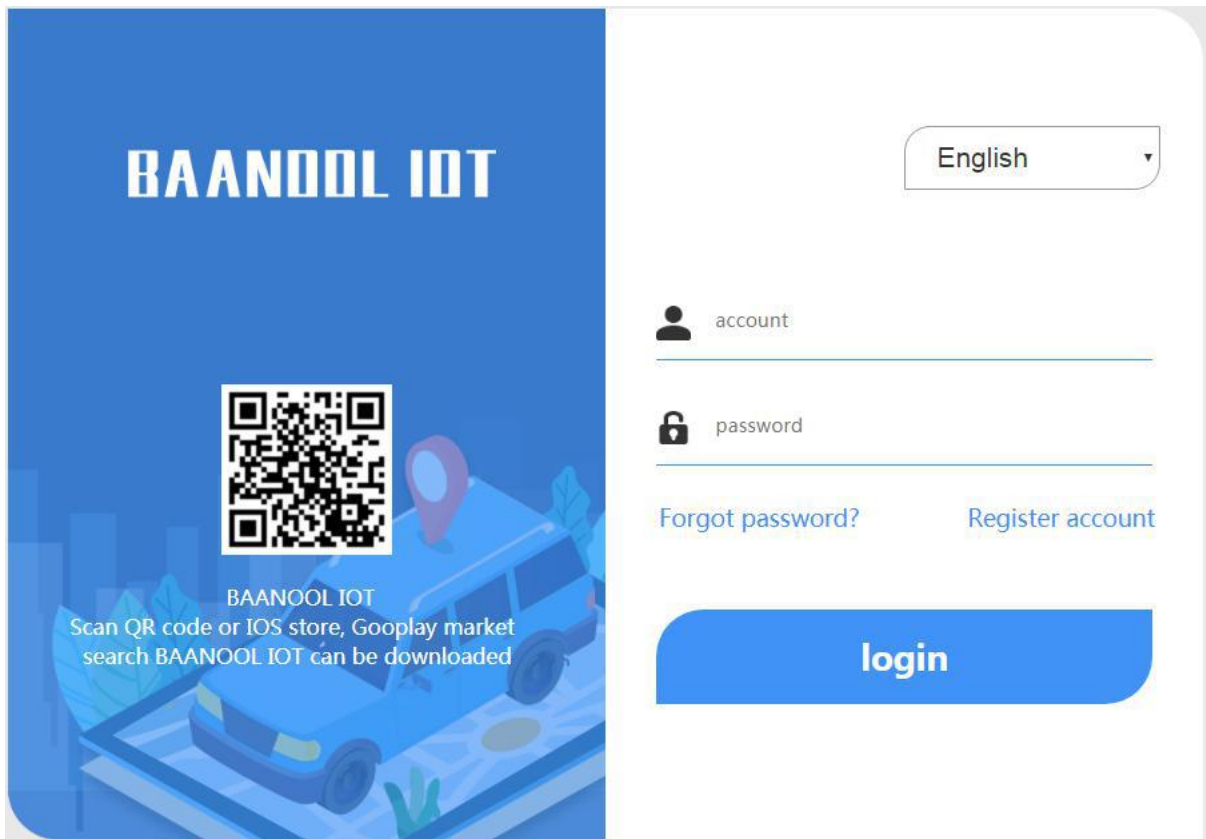 BAANOOL IOT
BAANOOL IOT
Scan QR code or IOS store, Gooplay market
search BAANOOL IOT can be downloaded
English
account
password
Forgot password?
Register account
login